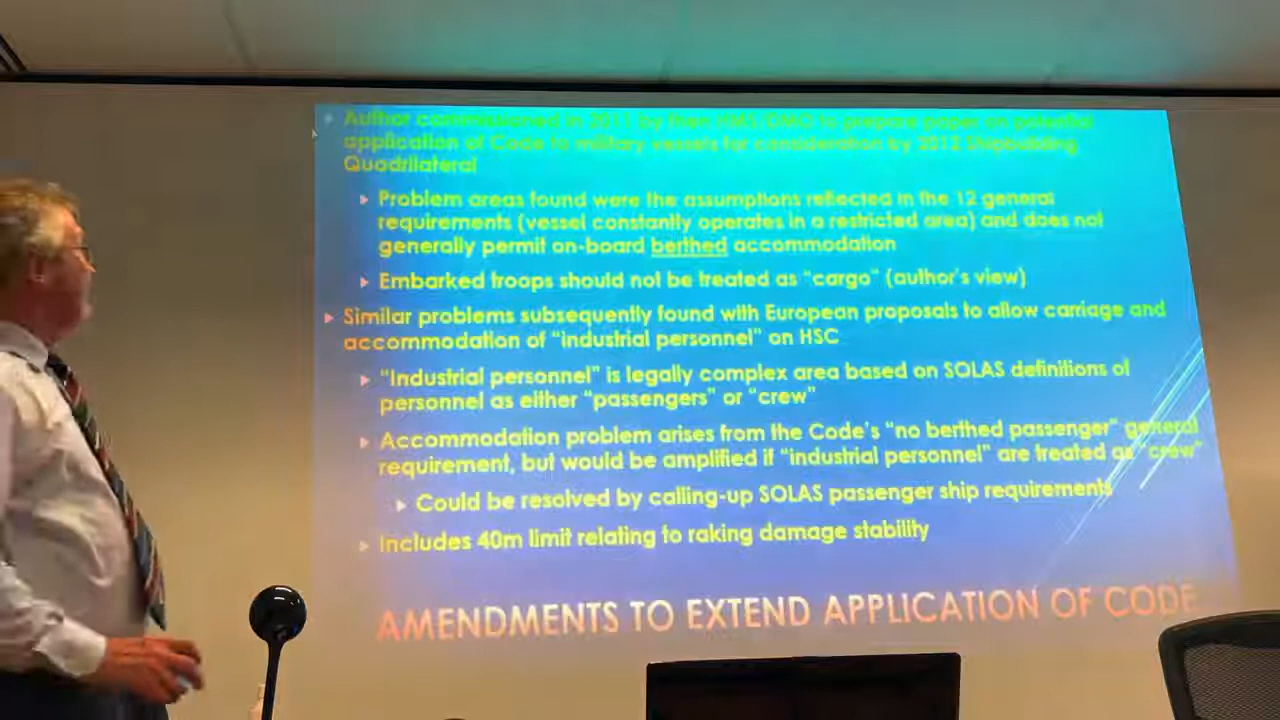 Author commissioned in 2011 by then HMS/DMO to prepare paper on potential
application of Code to military vessels for consideration by 2012 Shipbuilding
Quadrilateral
Problem areas found were the assumptions reflected in the 12 general
requirements (vessel constantly operates in a restricted area) and does not
generally permit on-board berthed accommodation
Embarked troops should not be treated as “cargo” (author’s view)
Similar problems subsequently found with European proposals to allow carriage and
accommodation of “industrial personnel” on HSC
“Industrial personnel” is legally complex area based on SOLAS definitions of
personnel as either “passengers” or “crew”
Accommodation problem arises from the Code’s “no berthed passenger” general
requirement, but would be amplified if “industrial personnel” are treated as “crew”
Could be resolved by calling-up SOLAS passenger ship requirements
Includes 40m limit relating to raking damage stability
AMENDMENTS TO EXTEND APPLICATION OF CODE